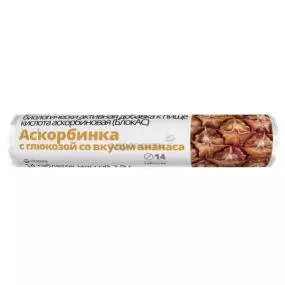 биологически активная добавка к пище
кислота аскорбиновая (БлокАС)
Аскорбинка
с глюкозой со вкусом ананаса
14